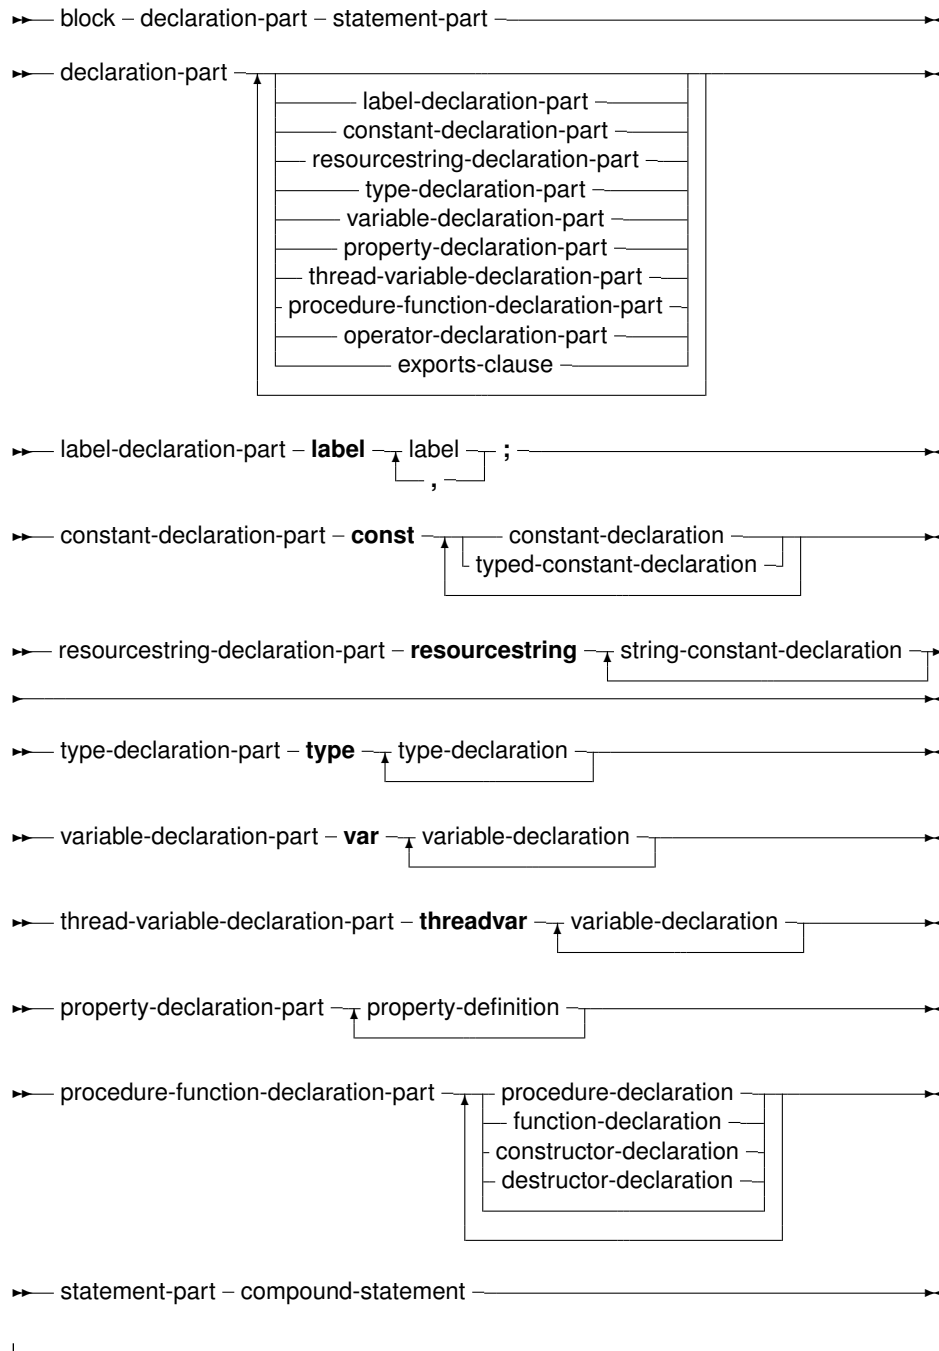 block declaration-part statement-part
declaration-part
label-declaration-part
constant-declaration-part
resourcestring-declaration-part
type-declaration-part
variable-declaration-part
property-declaration-part
thread-variable-declaration-part
procedure-function-declaration-part
operator-declaration-part
exports-clause
label-declaration-part label label ;
,
constant-declaration-part const constant-declaration
typed-constant-declaration
resourcestring-declaration-part resourcestring string-constant-declaration
type-declaration-part type type-declaration
variable-declaration-part var variable-declaration
thread-variable-declaration-part threadvar variable-declaration
property-declaration-part property-definition
procedure-function-declaration-part procedure-declaration
function-declaration
constructor-declaration
destructor-declaration
statement-part compound-statement